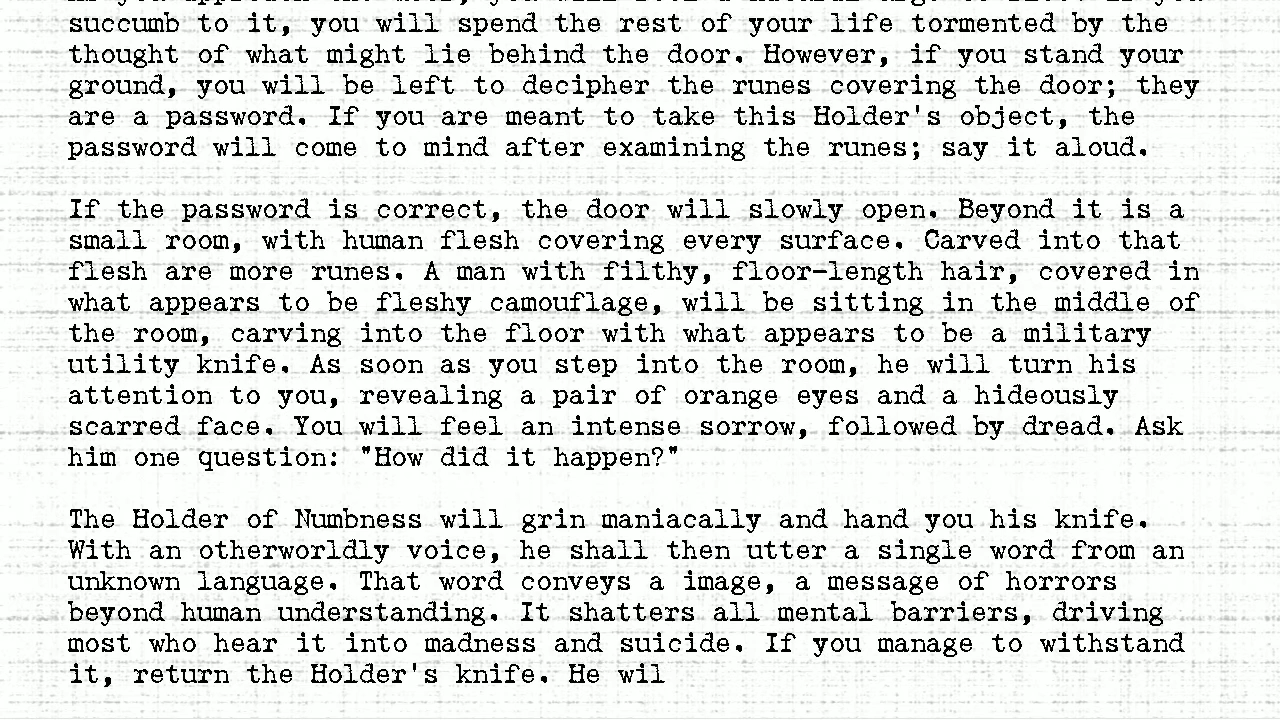 succumb to it, you will spend the rest of your life tormented by the
thought of what might lie behind the door. However, if you stand your
ground, you will be left to decipher the runes covering the door; they
are a password. If you are meant to take this Holder's object, the
password will come to mind after examining the runes; say it aloud.
If the password is correct, the door will slowly open. Beyond it is a
small room, with human flesh covering every surface. Carved into that
flesh are more runes. A man with filthy, floor-length hair, covered in
what appears to be fleshy camouflage, will be sitting in the middle of
the room, carving into the floor with what appears to be a military
utility knife. As soon as you step into the room, he will turn his
attention to you, revealing a pair of orange eyes and a hideously
scarred face. You will feel an intense sorrow, followed by dread. Ask
him one question: "How did it happen?"
The Holder of Numbness will grin maniacally and hand you his knife.
With an otherworldly voice, he shall then utter a single word from an
unknown language. That word conveys a image, a message of horrors
beyond human understanding. It shatters all mental barriers, driving
most who hear it into madness and suicide. If you manage to withstand
it, return the Holder's knife. He wil